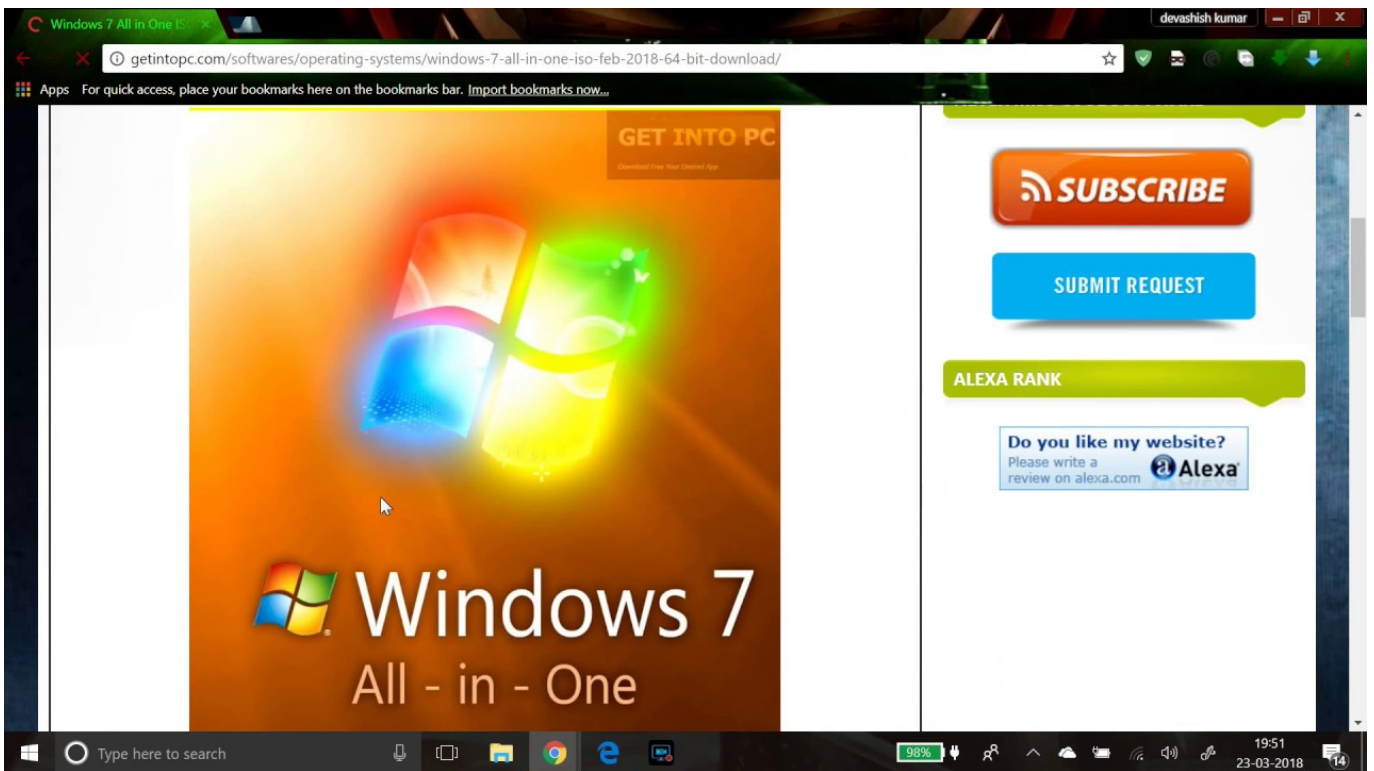 Windows 7 All in One IS
devashish kumar
getintopc.com/softwares/operating-systems/windows-7-all-in-one-iso-feb-2018-64-bit-download/
Apps For quick access, place your bookmarks here on the bookmarks bar. Import bookmarks now...
GET INTO PC
Download Free Your Desired App
SUBSCRIBE
SUBMIT REQUEST
ALEXA RANK
Do you like my website?
Please write a
review on alexa.com
a Alexa
Windows 7
All - in - One
Type here to search
98%
19:51
23-03-2018
14